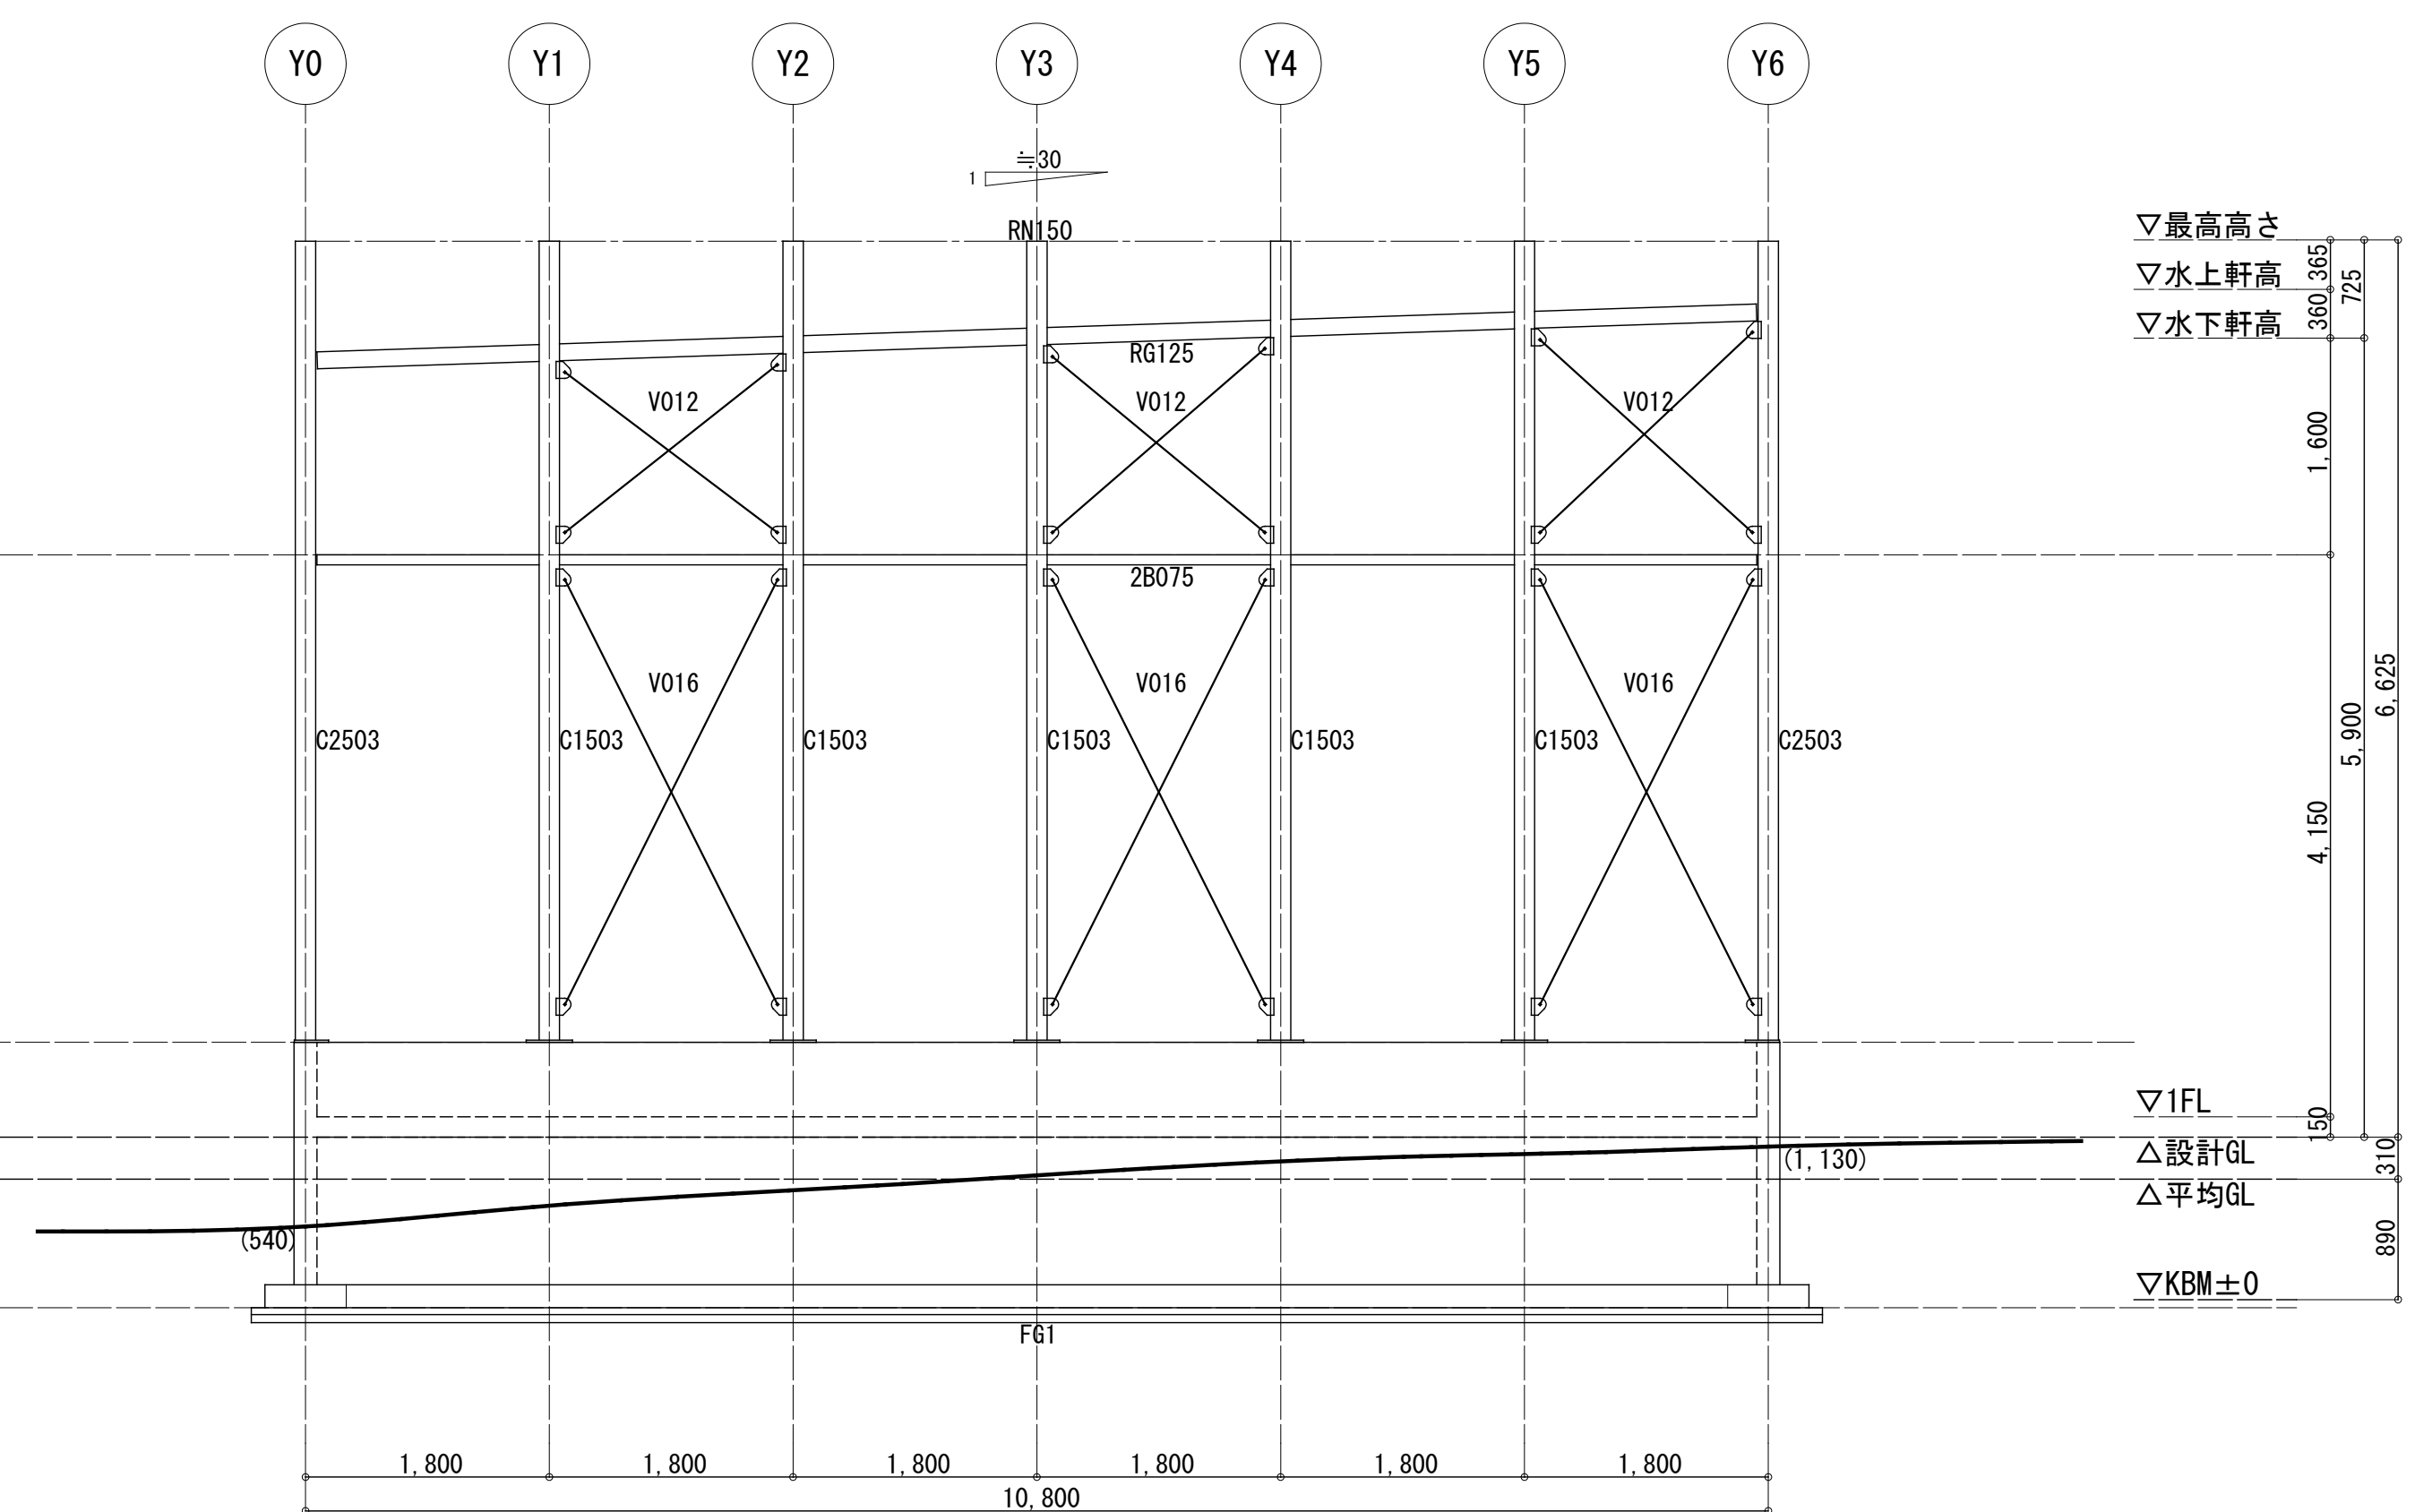 Y0 Y1 Y2 Y3 Y4 Y5 Y6
≒30
1
RN150
▽最高高さ
365
725
▽水上軒高
360
▽水下軒高
RG125
V012 V012 V012
1,600
2B075
V016 V016 V016
6,625
C2503 C1503 C1503 C1503 C1503 C1503 C2503
5,900
4,150
▽1FL
150
△設計GL
310
(1,130)
△平均GL
(540)
890
▽KBM±0
FG1
1,800 1,800 1,800 1,800 1,800 1,800
10,800